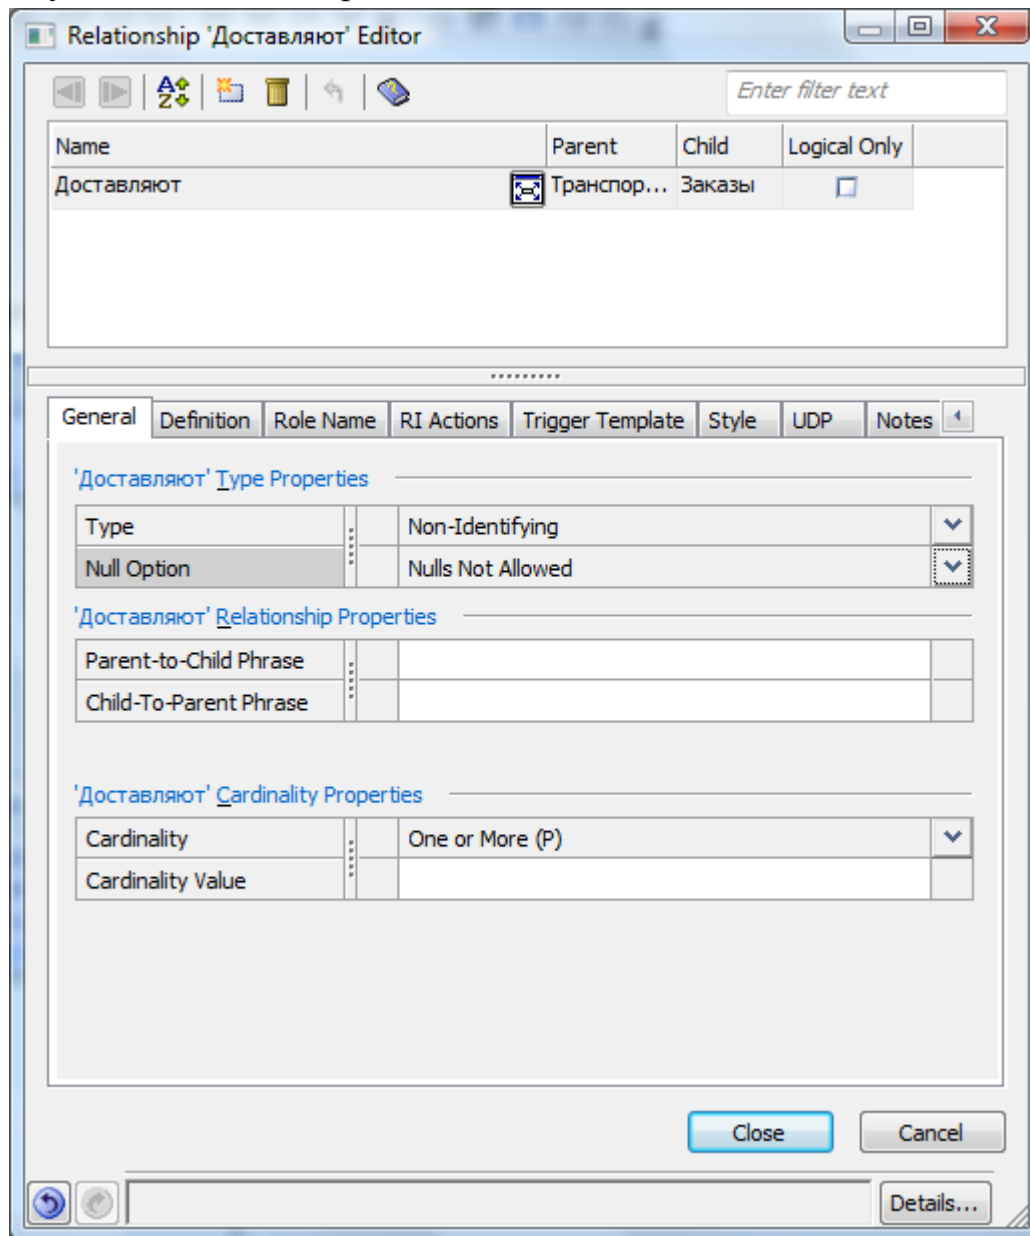 Relationship 'Доставляют' Editor
Enter filter text
Name Parent Child Logical Only
Доставляют Транспор... Заказы
General Definition Role Name RI Actions Trigger Template Style UDP Notes
'Доставляют' Type Properties
Type Non-Identifying
Null Option Nulls Not Allowed
'Доставляют' Relationship Properties
Parent-to-Child Phrase
Child-To-Parent Phrase
'Доставляют' Cardinality Properties
Cardinality One or More (P)
Cardinality Value
Close Cancel
Details...